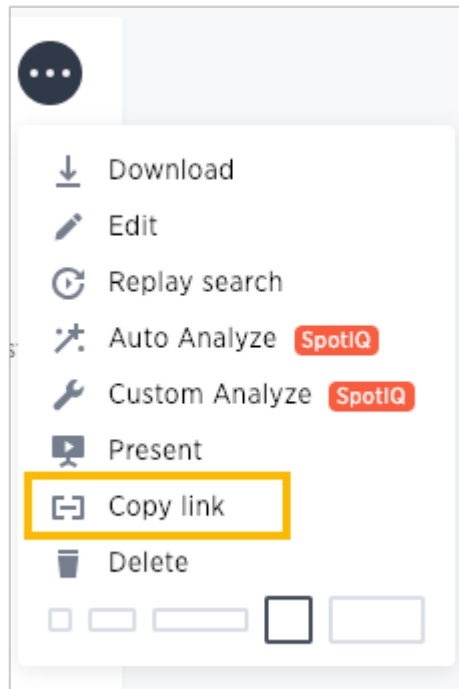 Download
Edit
Replay search
Auto Analyze SpotIQ
Custom Analyze SpotIQ
Present
Copy link
Delete